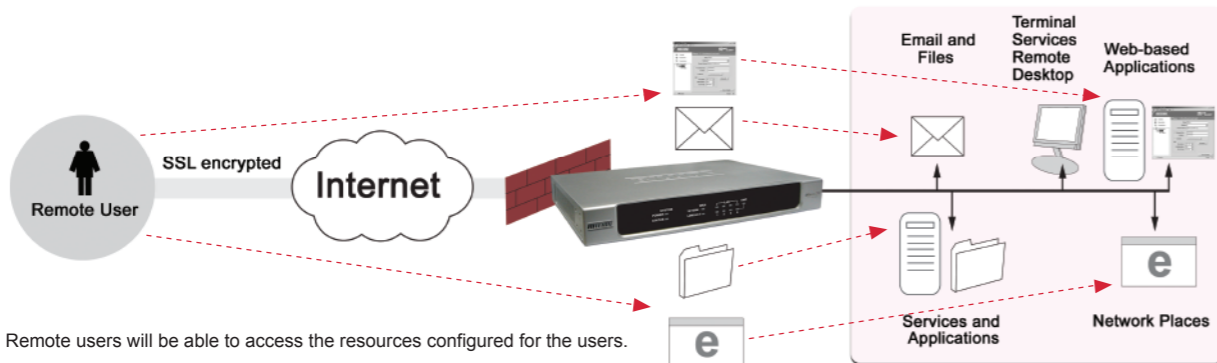 Email and
Files
Terminal
Services
Remote
Desktop
Web-based
Applications
SSL encrypted
Internet
Remote User
e
e
Services and
Applications
Network Places
Remote users will be able to access the resources configured for the users.